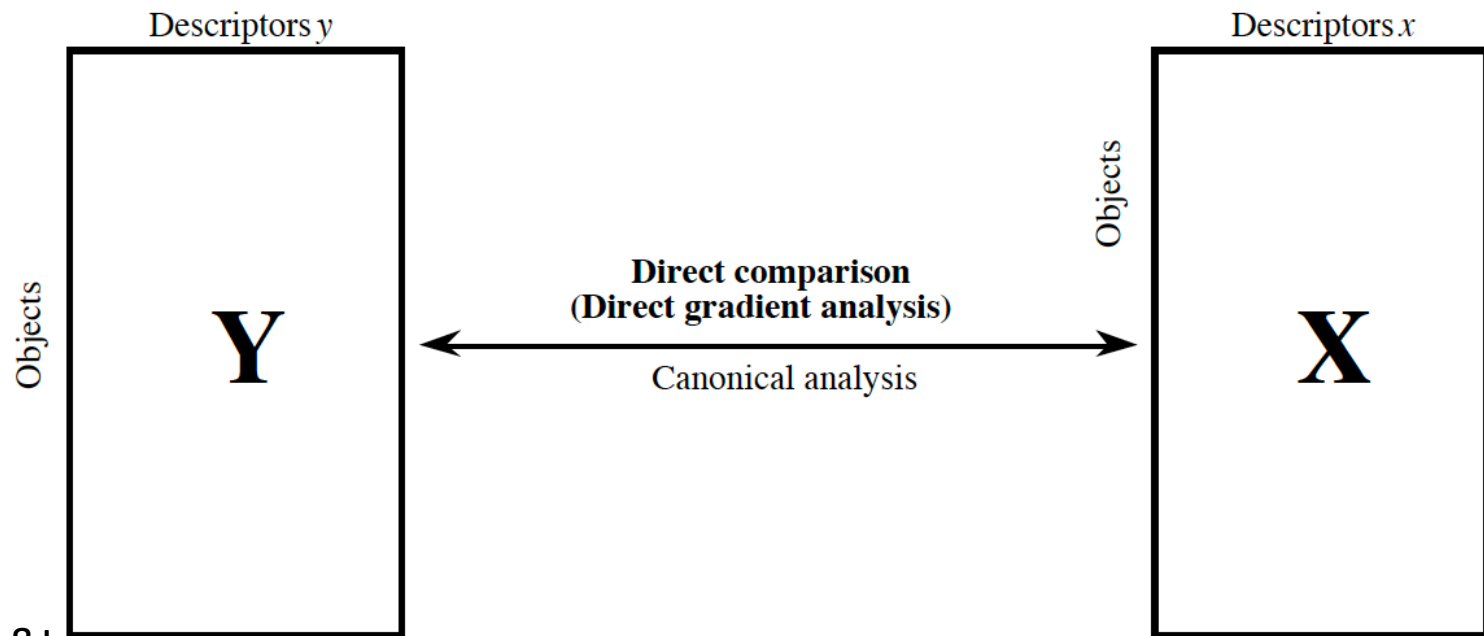 Descriptors y
Descriptors x
Objects
Objects
Direct comparison
(Direct gradient analysis)
Y
X
Canonical analysis